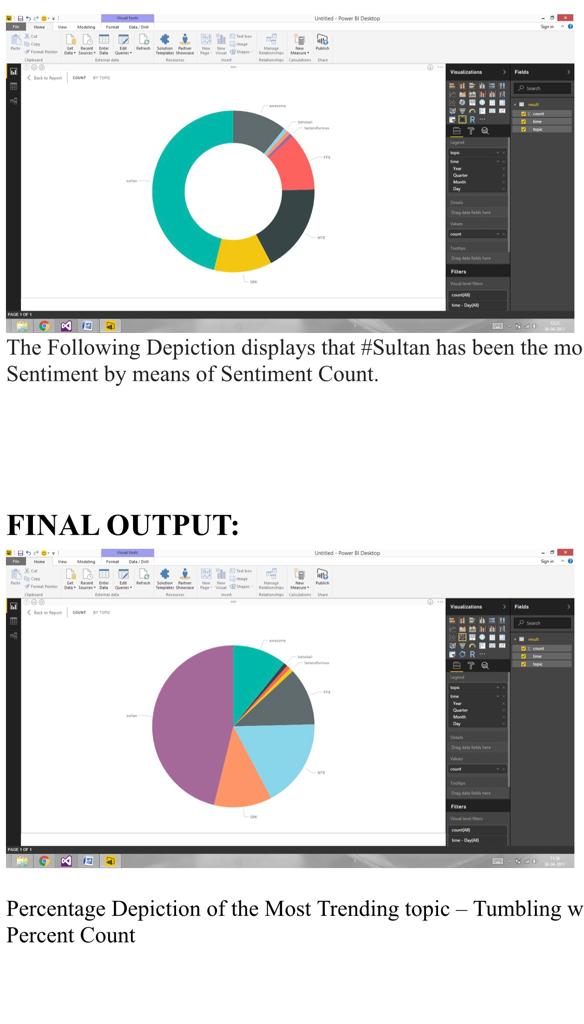 Visual tools
Untitled - Power BI Desktop
File Home View Modeling Format Data / Drill
Sign in
Paste
Cut
Copy
Format Painter
Get Data
Recent Sources
Enter Data
Edit Queries
Refresh
Solution Templates
Partner Showcase
New Page
New Visual
Text box
Image
Shapes
Manage Relationships
New Measure
Publish
Clipboard External data Resources Insert Relationships Calculations Share
Back to Report COUNT BY TOPIC
awesome
FFX
sultan
SRK
Visualizations
Legend
topic
time
Year
Quarter
Month
Day
Details
Drag data fields here
Values
count
Tooltips
Drag data fields here
Filters
Visual level filters
count(All)
time - Day(All)
Fields
Search
result
count
time
topic
PAGE 1 OF 1
The Following Depiction displays that #Sultan has been the mo
Sentiment by means of Sentiment Count.
FINAL OUTPUT:
Visual tools
Untitled - Power BI Desktop
File Home View Modeling Format Data / Drill
Sign in
Paste
Cut
Copy
Format Painter
Get Data
Recent Sources
Enter Data
Edit Queries
Refresh
Solution Templates
Partner Showcase
New Page
New Visual
Text box
Image
Shapes
Manage Relationships
New Measure
Publish
Clipboard External data Resources Insert Relationships Calculations Share
Back to Report COUNT BY TOPIC
awesome
sultan
SRK
Visualizations
Legend
topic
time
Year
Quarter
Month
Day
Details
Drag data fields here
Values
count
Tooltips
Drag data fields here
Filters
Visual level filters
count(All)
time - Day(All)
Fields
Search
result
count
time
topic
PAGE 1 OF 1
Percentage Depiction of the Most Trending topic – Tumbling w
Percent Count